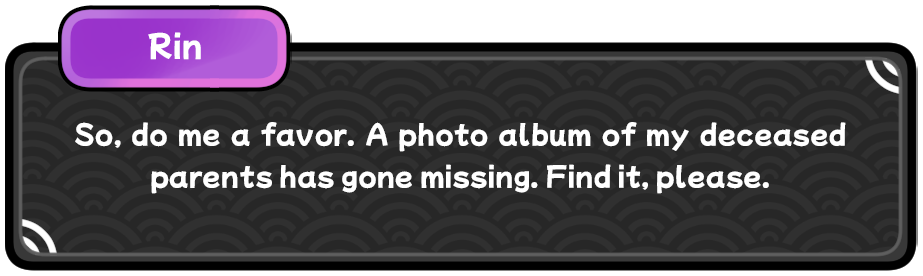 Rin
So, do me a favor. A photo album of my deceased
parents has gone missing. Find it, please.